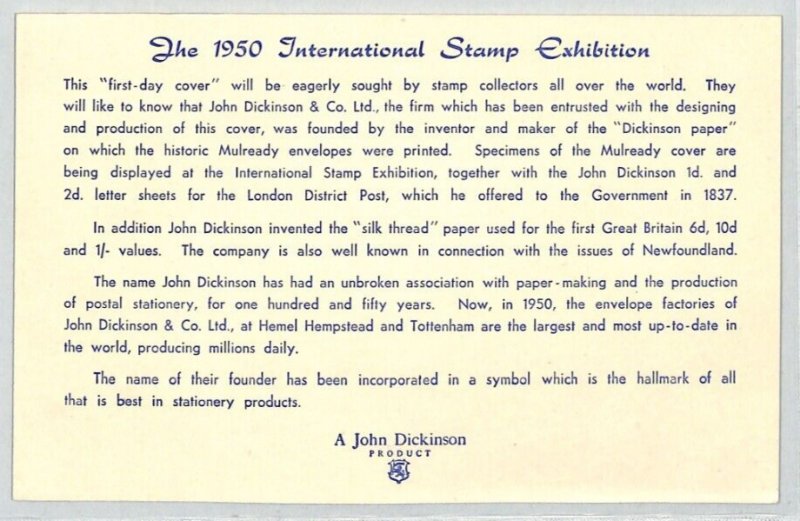 The 1950 International Stamp Exhibition
This "first-day cover" will be eagerly sought by stamp collectors all over the world. They
will like to know that John Dickinson & Co. Ltd., the firm which has been entrusted with the designing
and production of this cover, was founded by the inventor and maker of the "Dickinson paper"
on which the historic Mulready envelopes were printed. Specimens of the Mulready cover are
being displayed at the International Stamp Exhibition, together with the John Dickinson 1d. and
2d. letter sheets for the London District Post, which he offered to the Government in 1837.
In addition John Dickinson invented the "silk thread" paper used for the first Great Britain 6d, 10d
and 1/- values. The company is also well known in connection with the issues of Newfoundland.
The name John Dickinson has had an unbroken association with paper-making and the production
of postal stationery, for one hundred and fifty years. Now, in 1950, the envelope factories of
John Dickinson & Co. Ltd., at Hemel Hempstead and Tottenham are the largest and most up-to-date in
the world, producing millions daily.
The name of their founder has been incorporated in a symbol which is the hallmark of all
that is best in stationery products.
A John Dickinson
PRODUCT